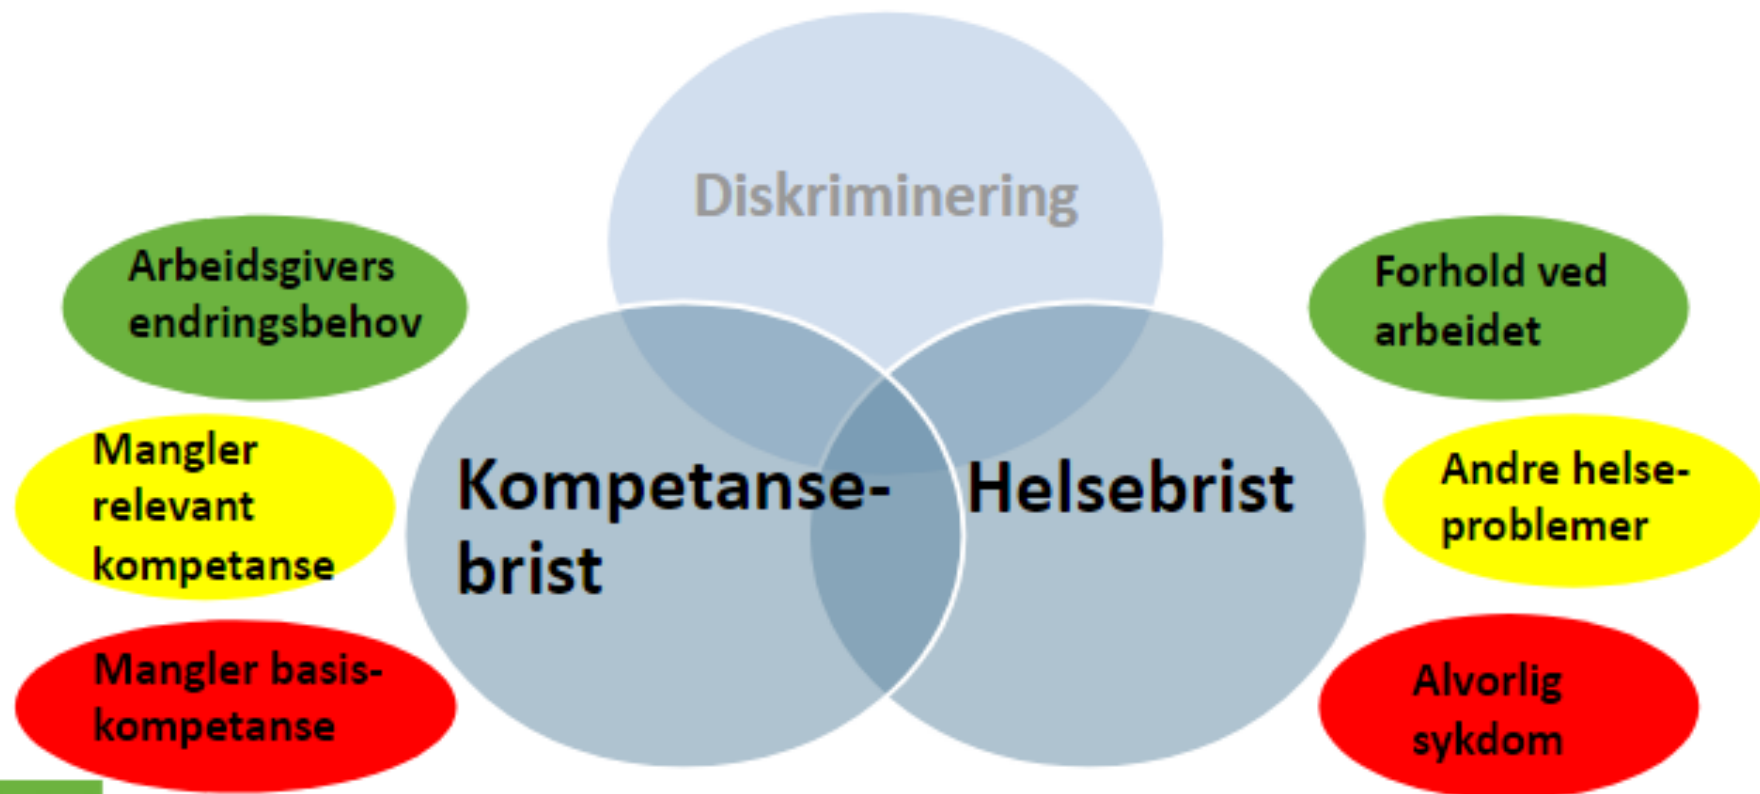 Diskriminering
Arbeidsgivers
endringsbehov
Mangler
relevant
kompetanse
Mangler basis-
kompetanse
Kompetanse-
brist
Helsebrist
Forhold ved
arbeidet
Andre helse-
problemer
Alvorlig
sykdom